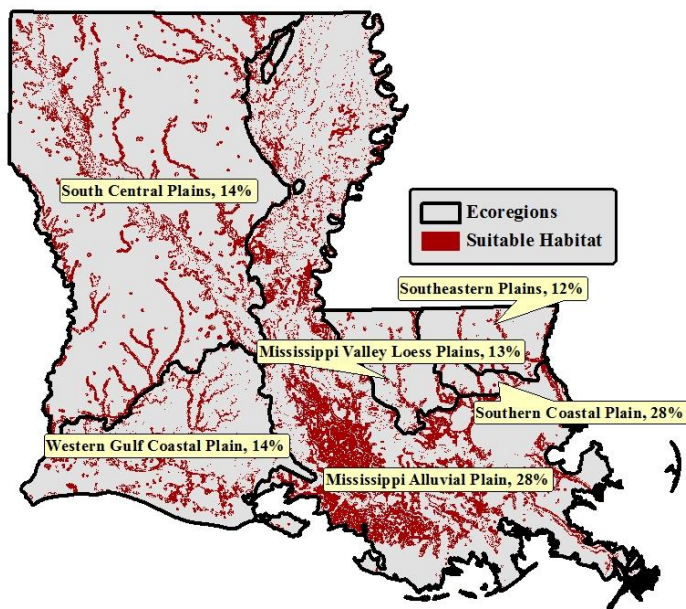 South Central Plains, 14%
Ecoregions
Suitable Habitat
Southeastern Plains, 12%
Mississippi Valley Loess Plains, 13%
Southern Coastal Plain, 28%
Western Gulf Coastal Plain, 14%
Mississippi Alluvial Plain, 28%